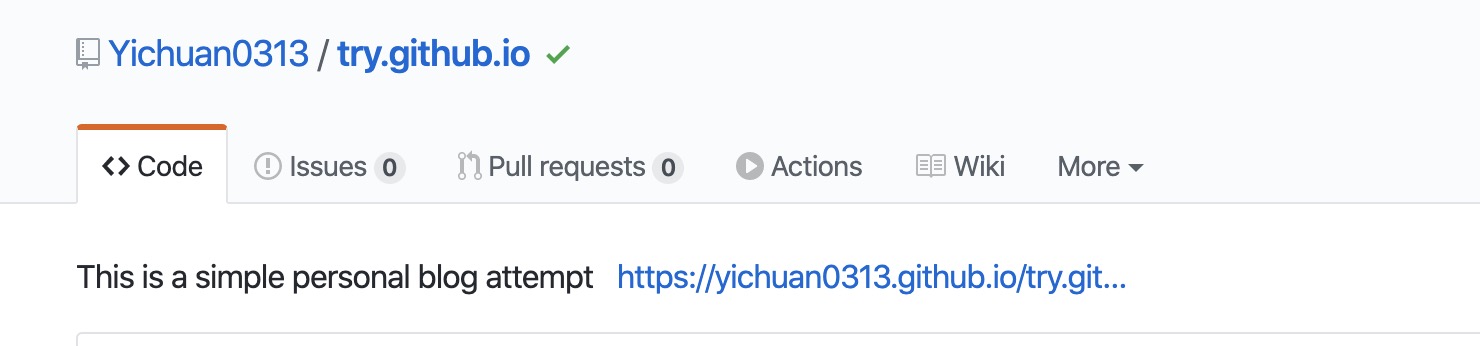 Yichuan0313 / try.github.io
Code Issues 0 Pull requests 0 Actions Wiki More
This is a simple personal blog attempt https://yichuan0313.github.io/try.git...